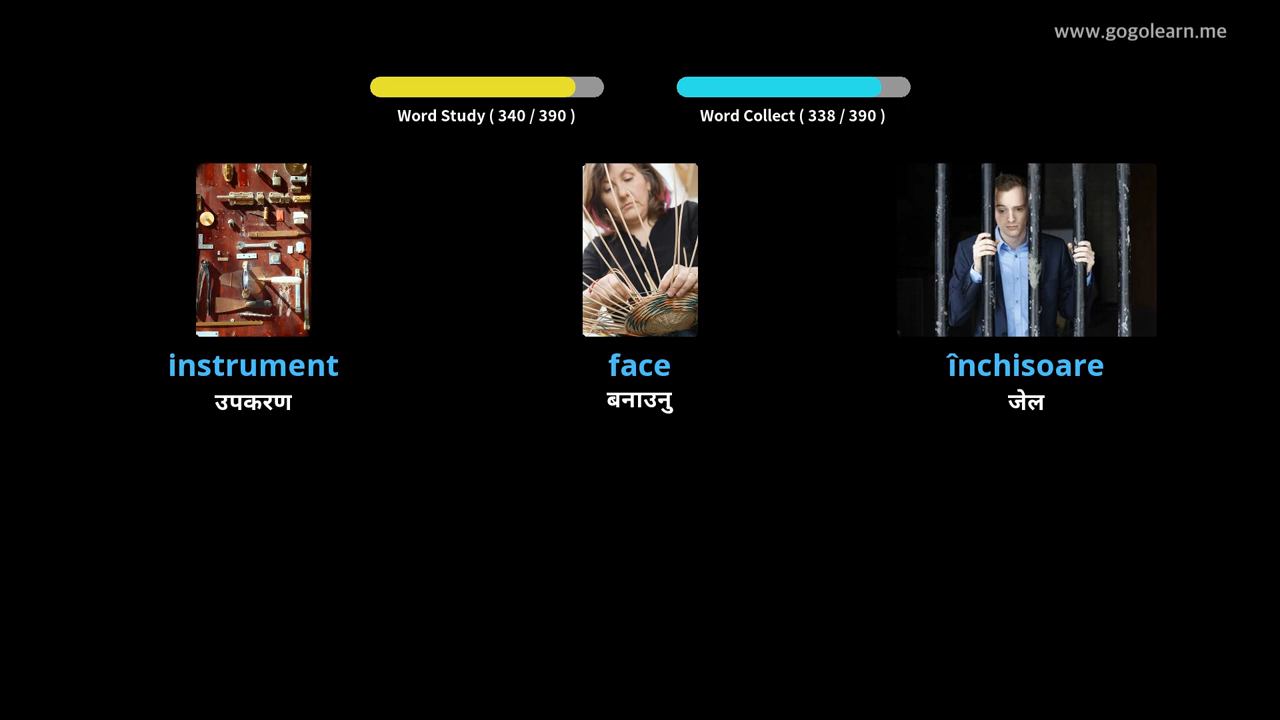 www.gogolearn.me
Word Study ( 340 / 390 )
Word Collect ( 338 / 390 )
instrument
उपकरण
face
बनाउनु
închisoare
जेल